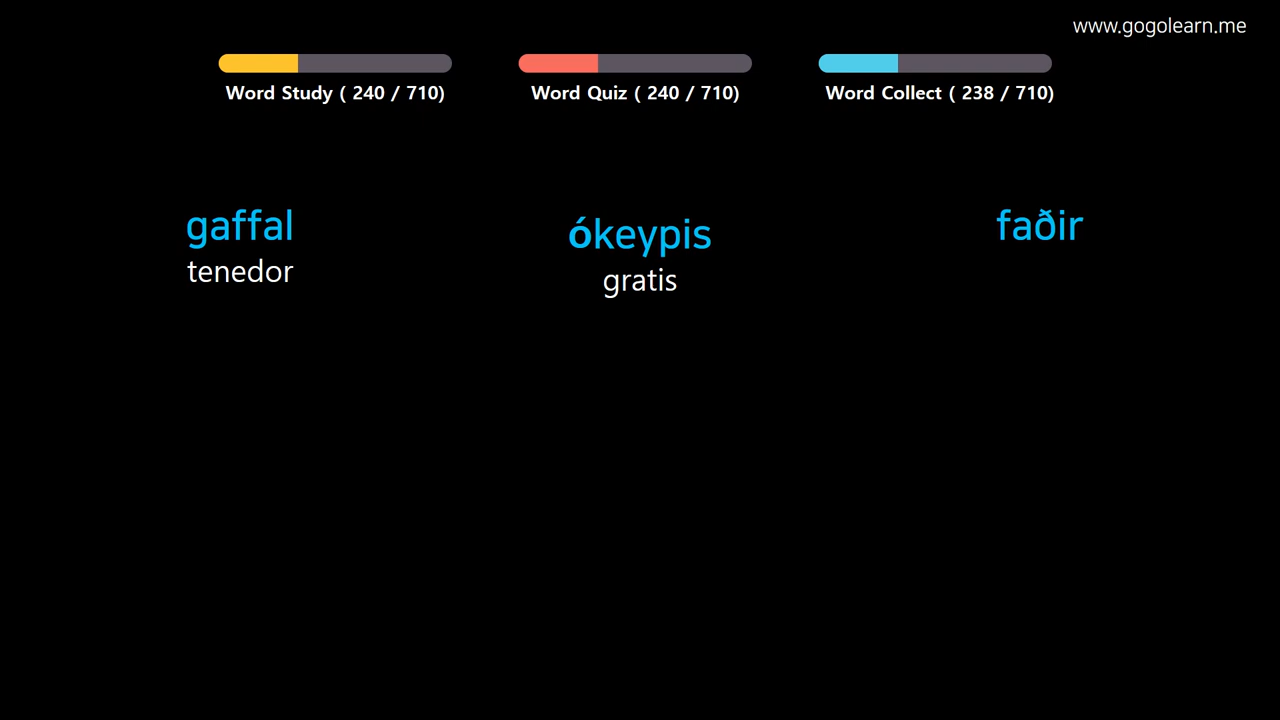 www.gogolearn.me
Word Study ( 240 / 710)
Word Quiz ( 240 / 710)
Word Collect ( 238 / 710)
gaffal
tenedor
ókeypis
gratis
faðir